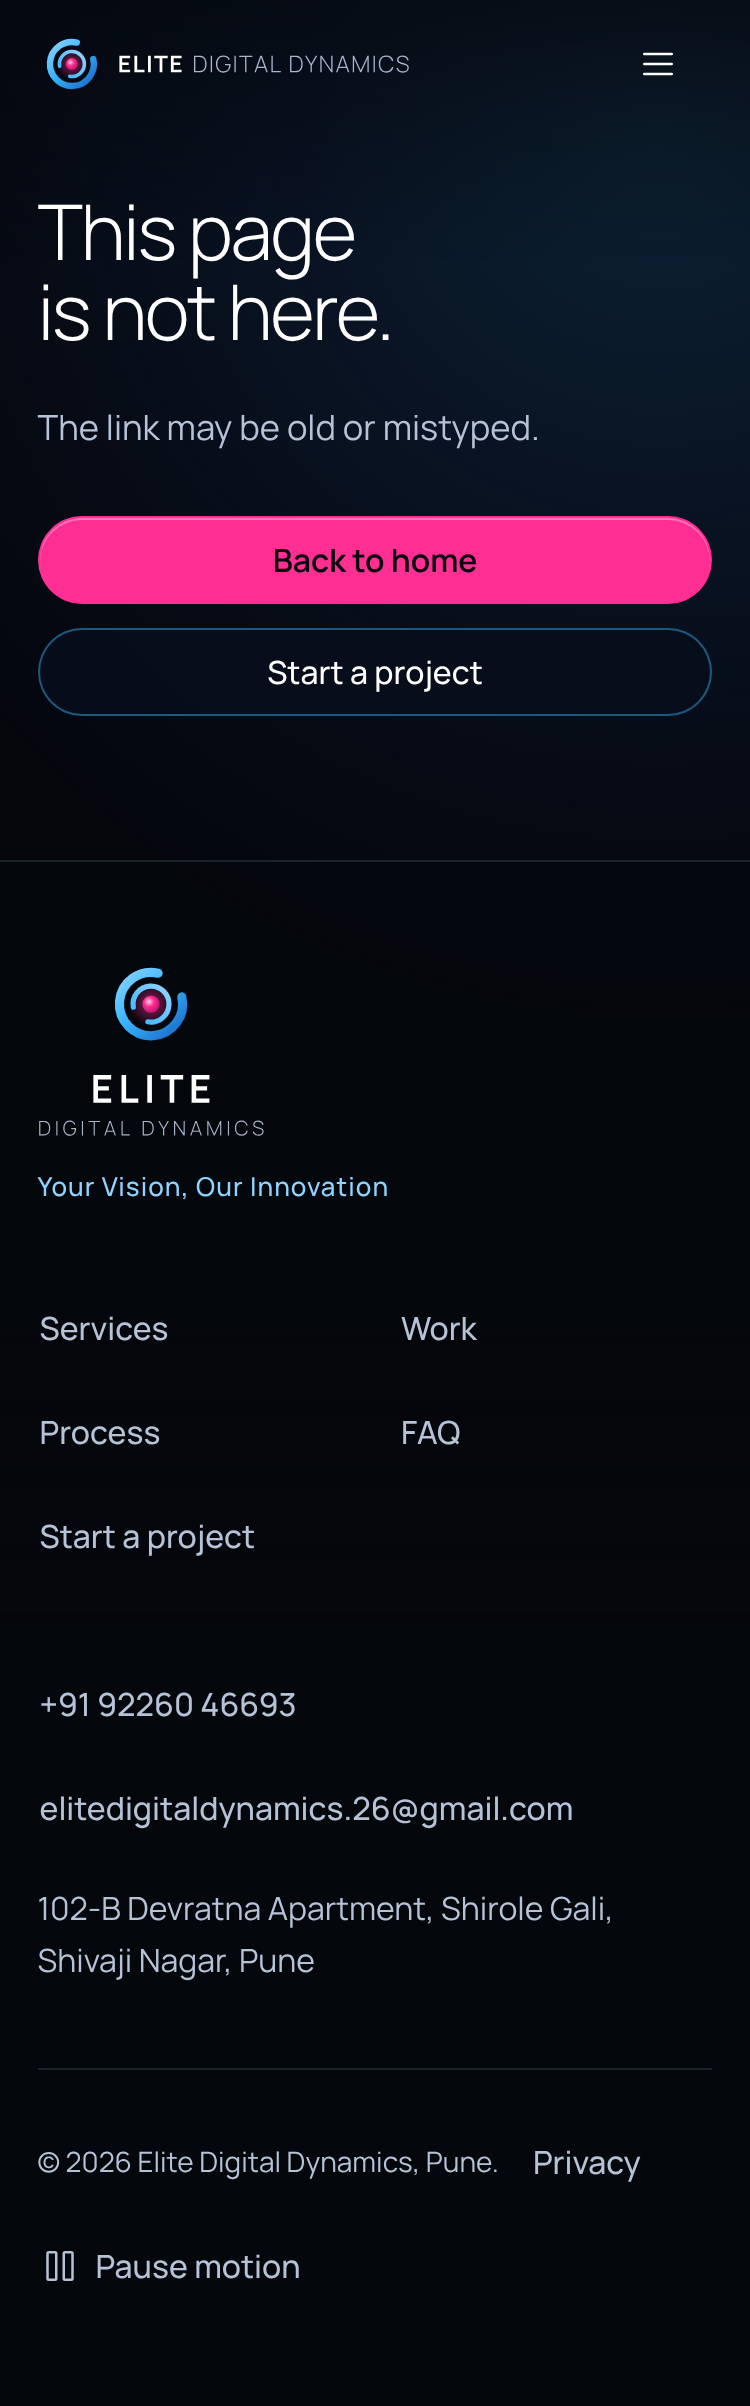 ELITE DIGITAL DYNAMICS
This page
is not here.
The link may be old or mistyped.
Back to home
Start a project
ELITE
DIGITAL DYNAMICS
Your Vision, Our Innovation
Services
Work
Process
FAQ
Start a project
+91 92260 46693
elitedigitaldynamics.26@gmail.com
102-B Devratna Apartment, Shirole Gali,
Shivaji Nagar, Pune
© 2026 Elite Digital Dynamics, Pune.
Privacy
Pause motion